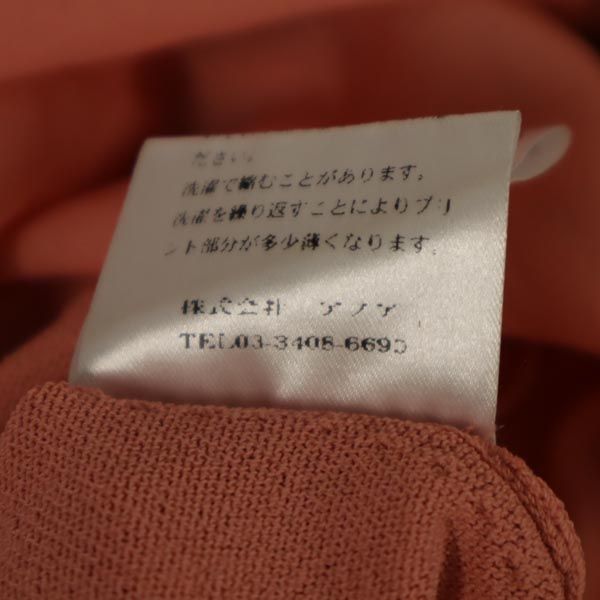 ださい。
洗濯で縮むことがあります。
洗濯を繰り返すことによりプリ
ント部分が多少薄くなります。
株式会社
TEL03-3408-6695